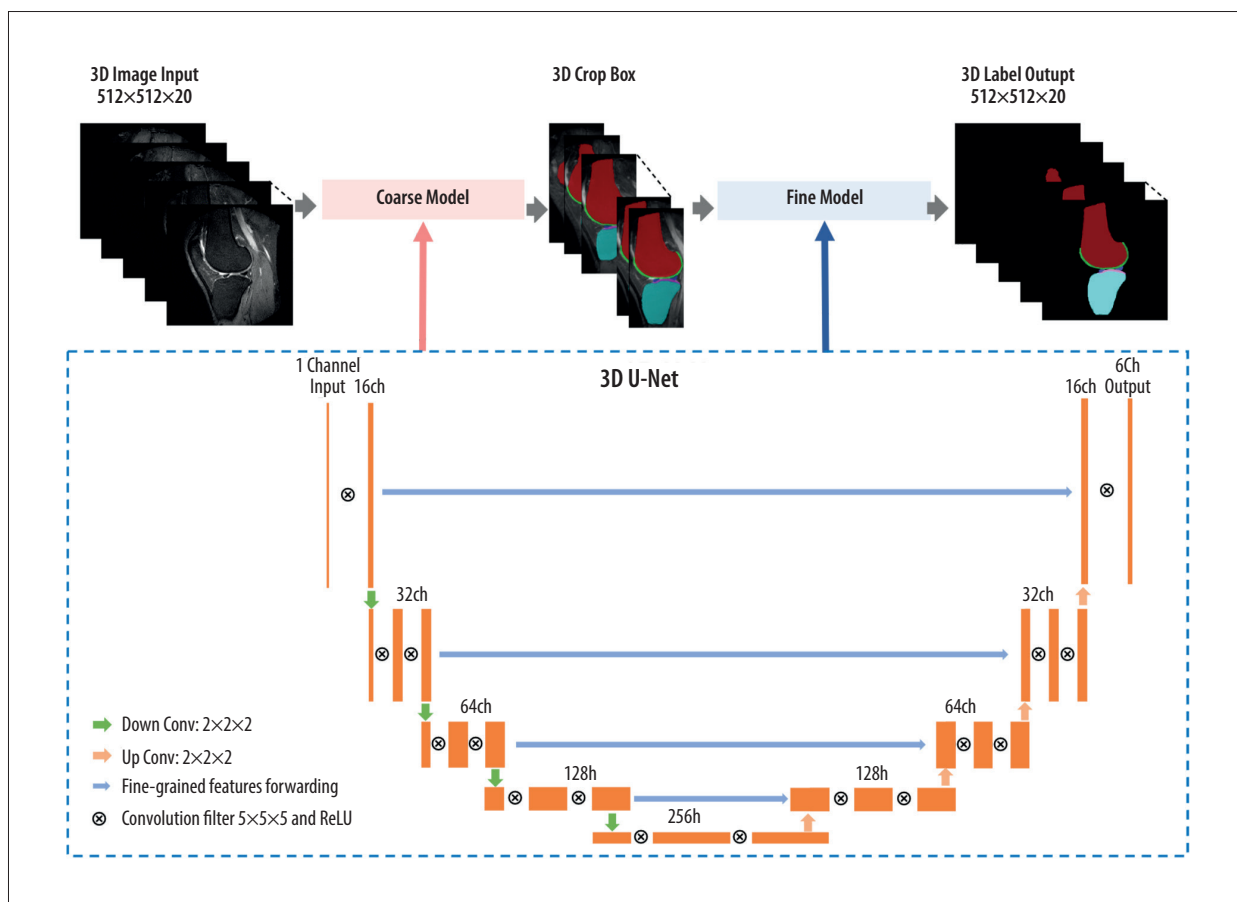 3D Image Input
512×512×20
3D Crop Box
3D Label Outupt
512×512×20
Coarse Model
Fine Model
3D U-Net
1 Channel
Input
16ch
6Ch
16ch Output
32ch
32ch
64ch
64ch
128h
128h
256h
Down Conv: 2×2×2
Up Conv: 2×2×2
Fine-grained features forwarding
Convolution filter 5×5×5 and ReLU